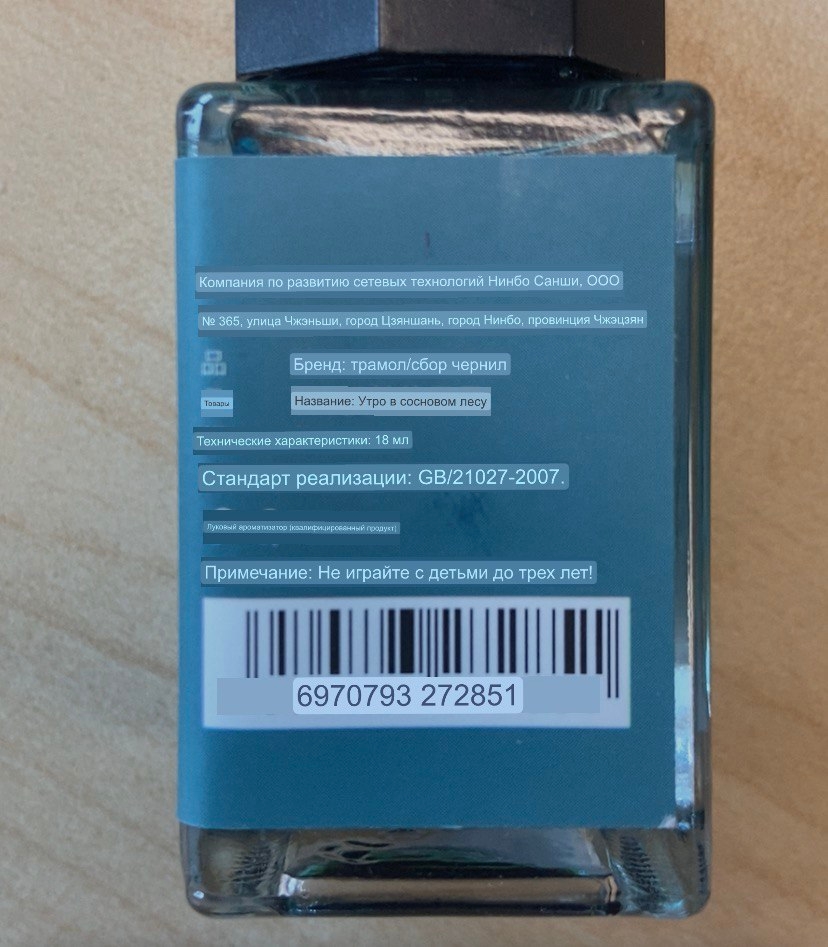 Компания по развитию сетевых технологий Нинбо Санши, ООО
№ 365, улица Чжэньши, город Цзяншань, город Нинбо, провинция Чжэцзян
Бренд: трамол/сбор чернил
Товары
Название: Утро в сосновом лесу
Технические характеристики: 18 мл
Стандарт реализации: GB/21027-2007.
Луковый ароматизатор (квалифицированный продукт)
Примечание: Не играйте с детьми до трех лет!
6970793 272851